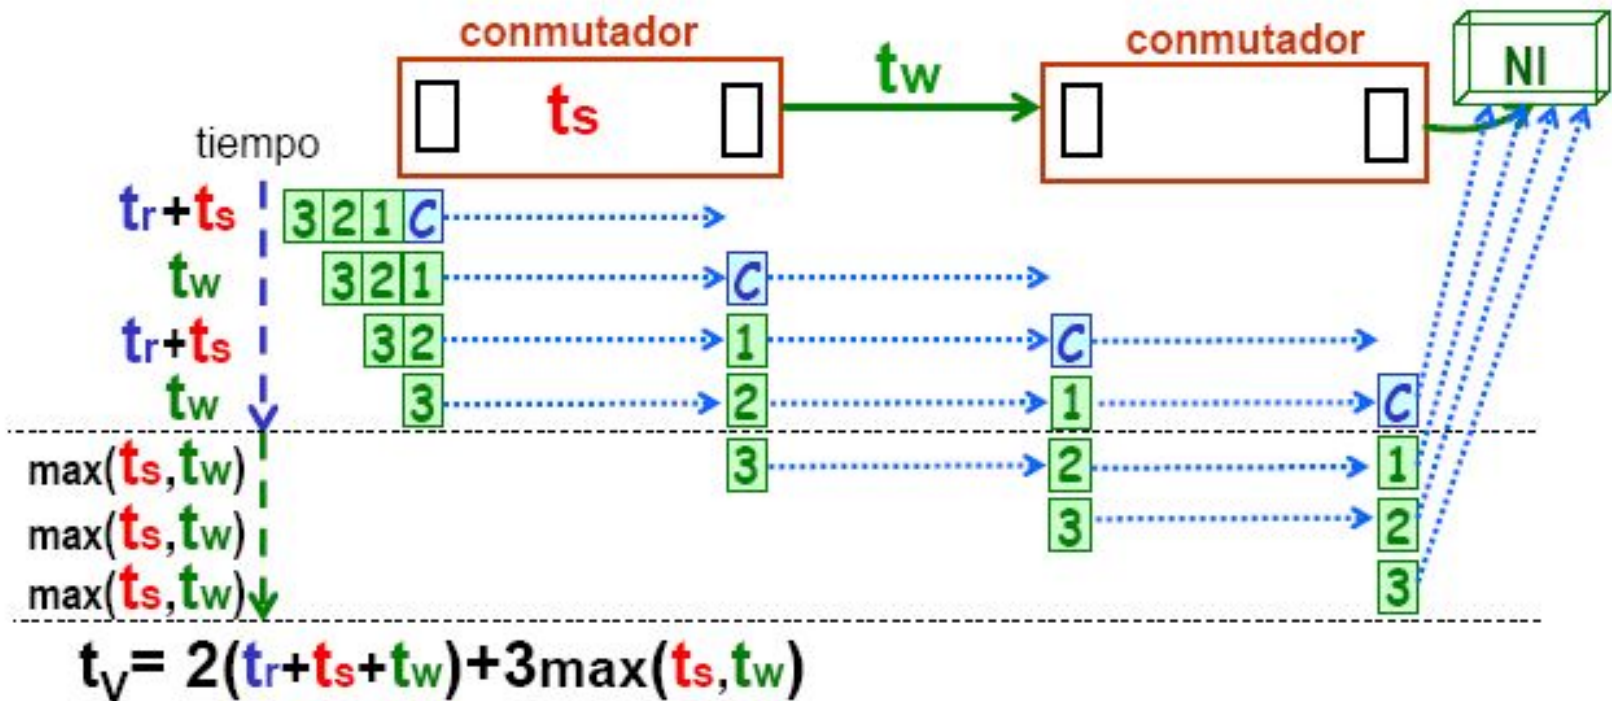 conmutador
conmutador
NI
tw
ts
tiempo
tr+ts 3 2 1 C
tw 3 2 1 C
tr+ts 3 2 1 C
tw 3 2 1 C
max(ts,tw) 3 2 1
max(ts,tw) 3 2
max(ts,tw) 3
tV= 2(tr+ts+tw)+3max(ts,tw)